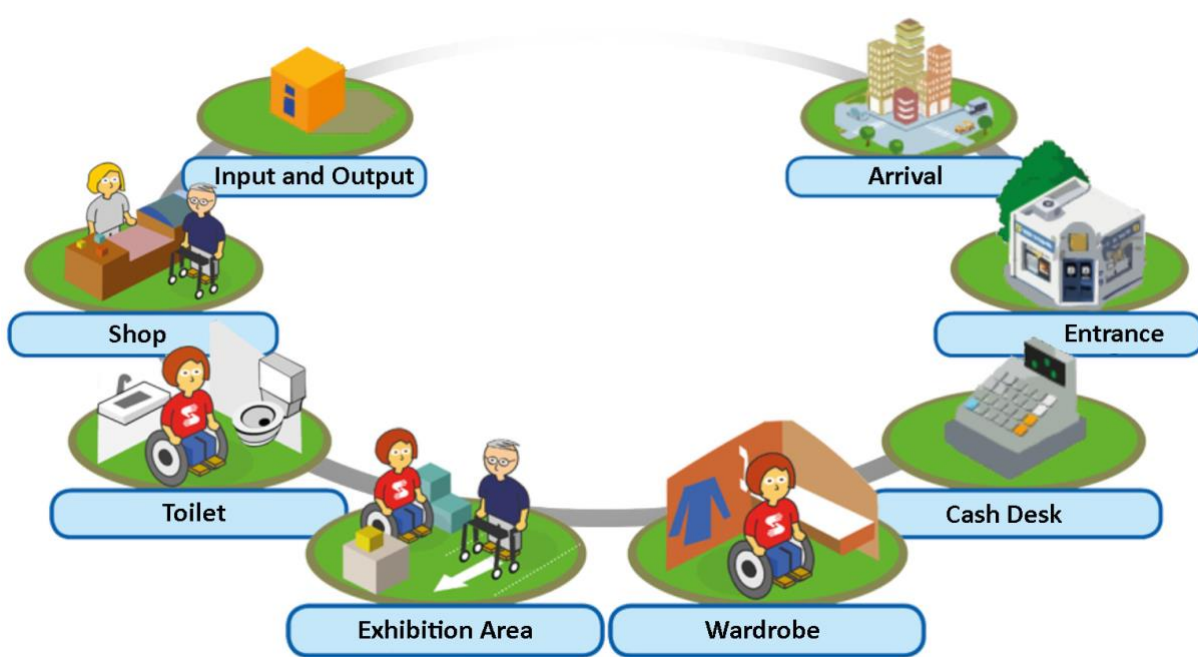 Arrival
Entrance
Cash Desk
Wardrobe
Exhibition Area
Toilet
Shop
Input and Output